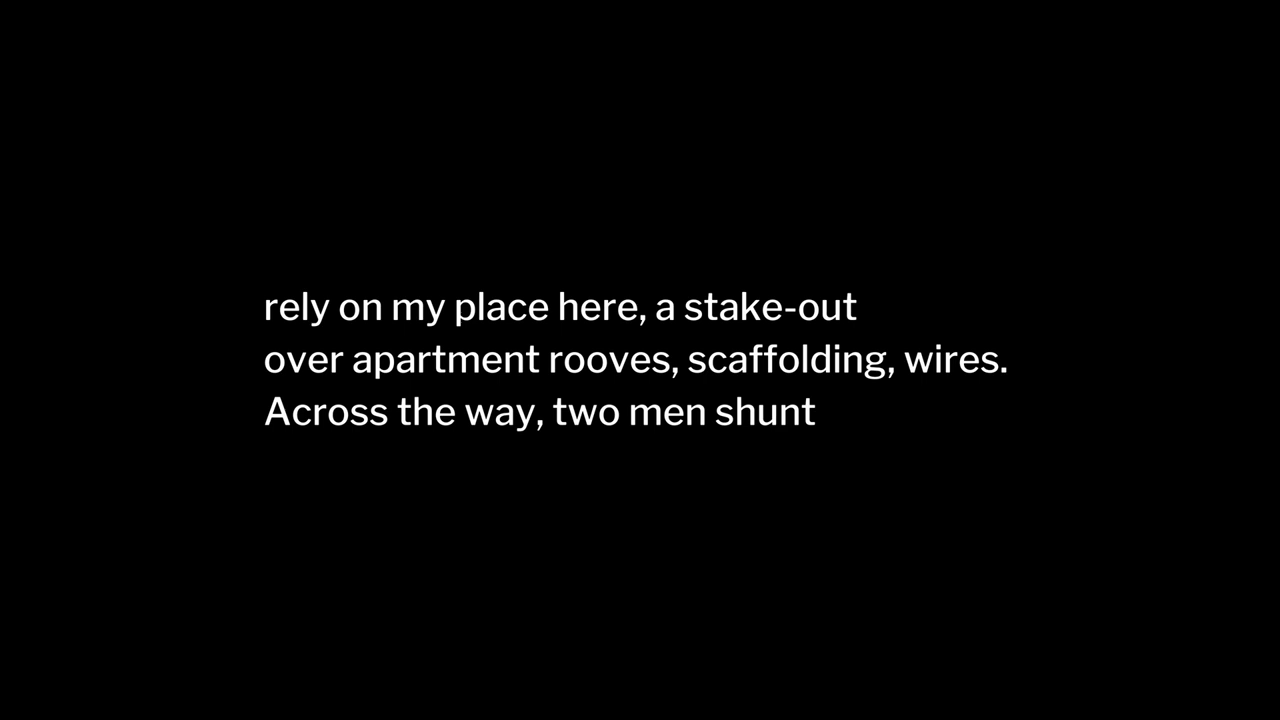 rely on my place here, a stake-out
over apartment rooves, scaffolding, wires.
Across the way, two men shunt